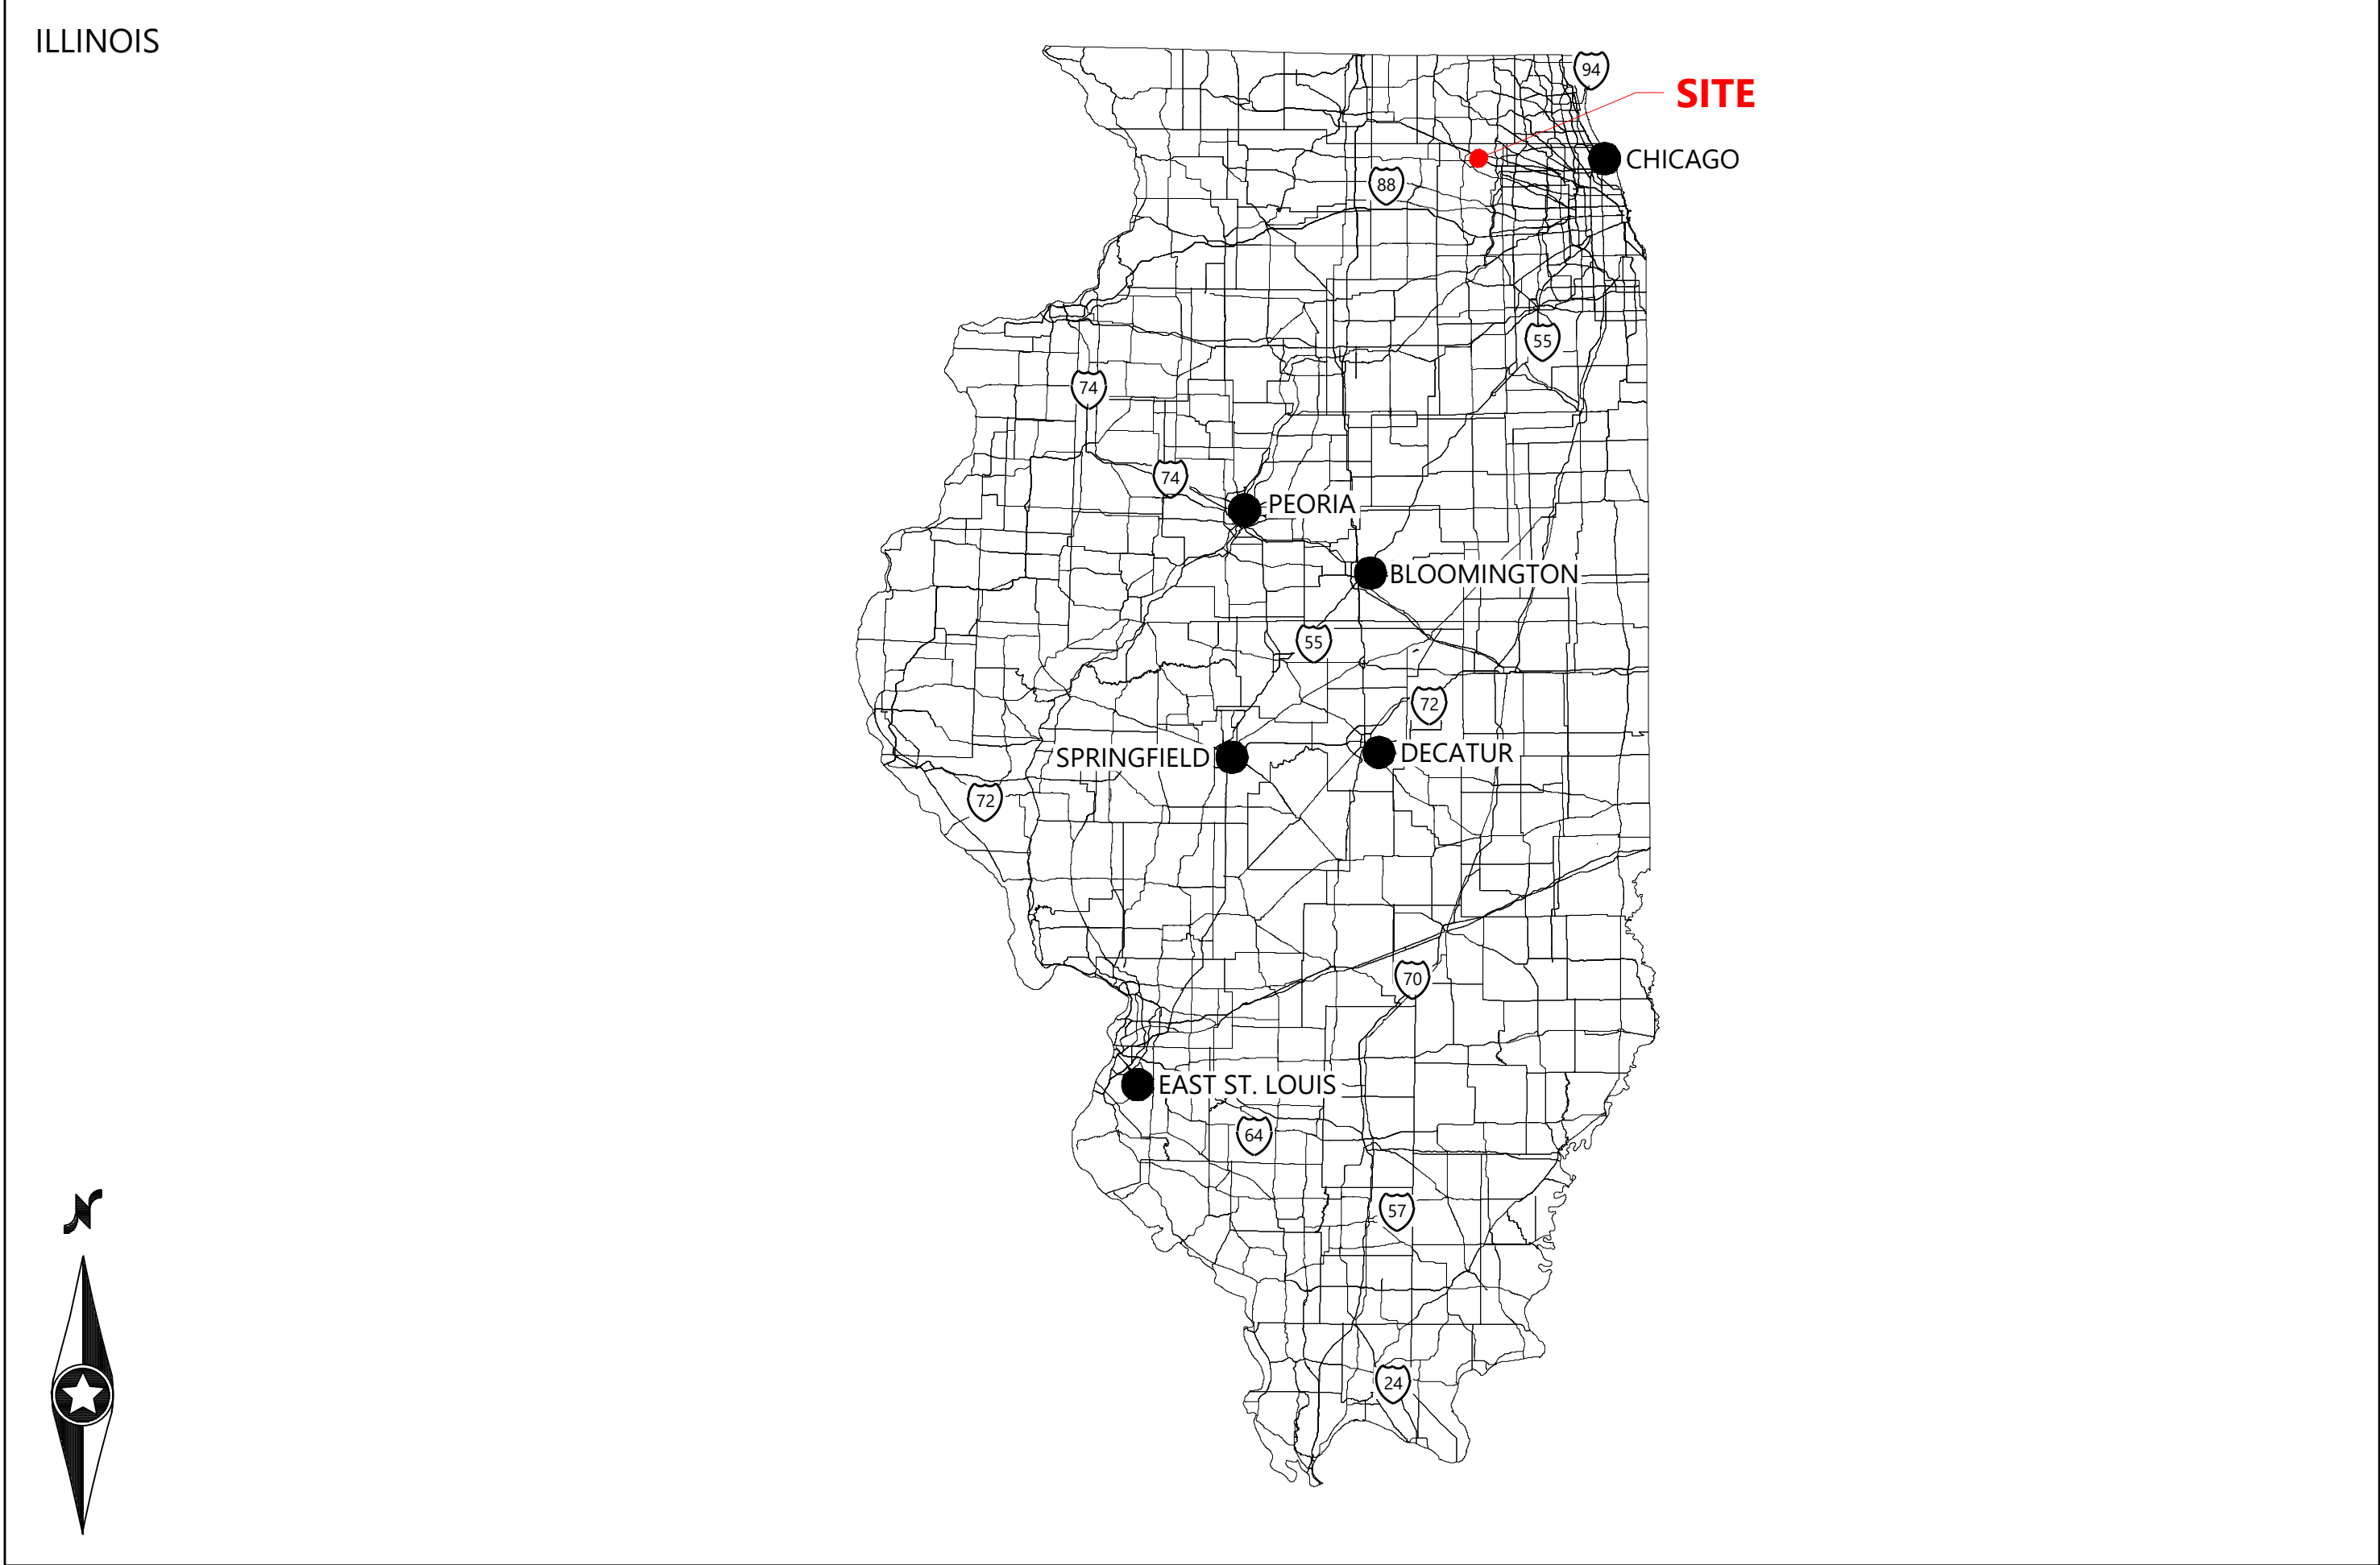 ILLINOIS
94
SITE
CHICAGO
88
55
74
74
PEORIA
BLOOMINGTON
55
72
SPRINGFIELD
DECATUR
72
70
EAST ST. LOUIS
64
57
24
N